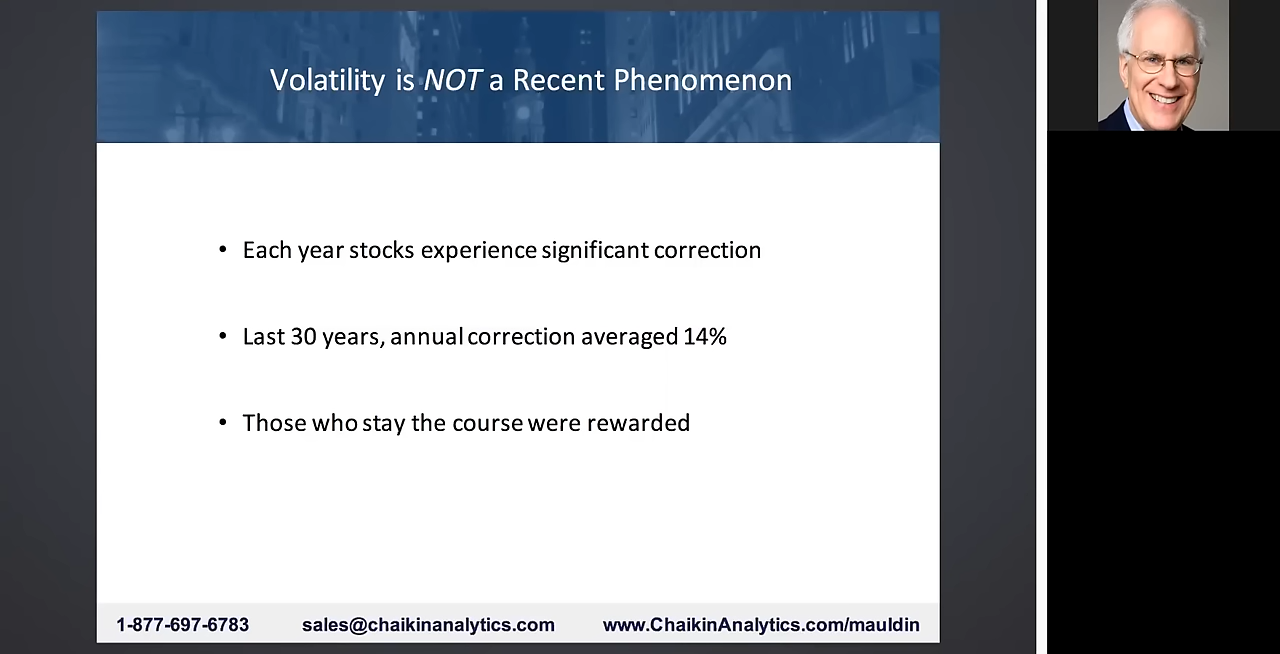 Volatility is NOT a Recent Phenomenon
• Each year stocks experience significant correction
• Last 30 years, annual correction averaged 14%
• Those who stay the course were rewarded
1-877-697-6783 sales@chaikinanalytics.com www.ChaikinAnalytics.com/mauldin